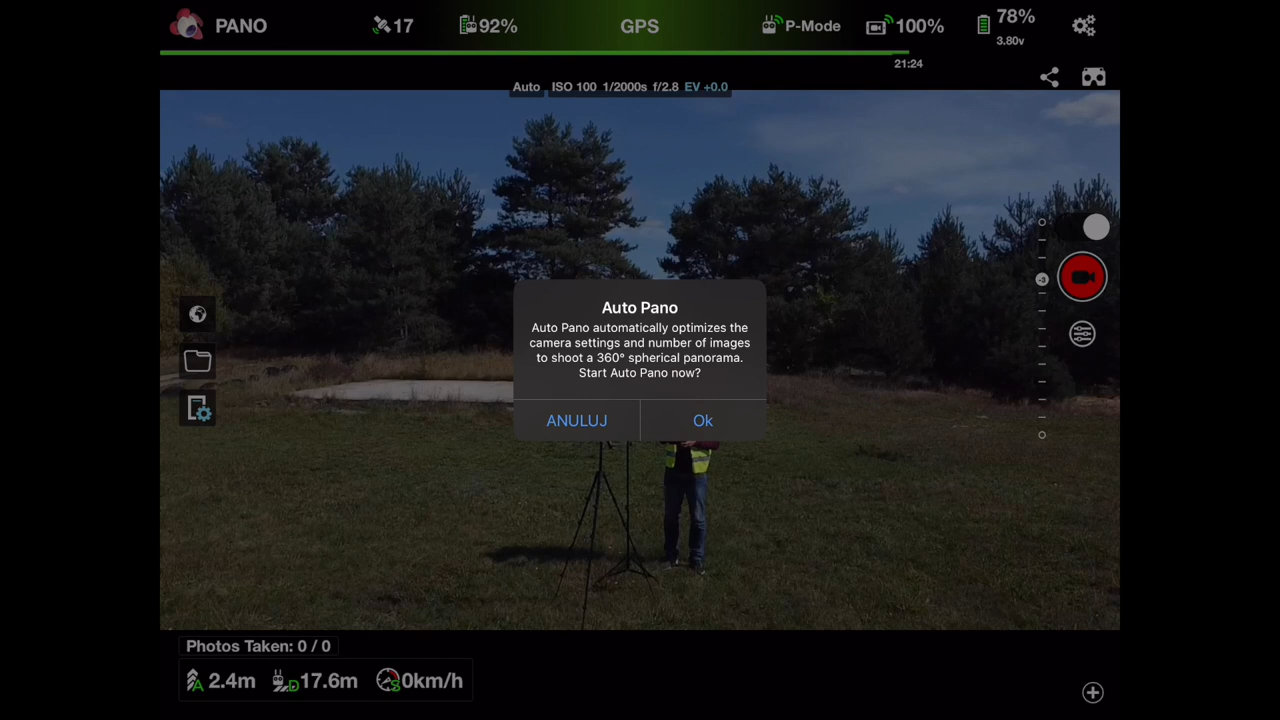 PANO
17
92%
GPS
P-Mode
100%
78%
3.80v
21:24
Auto ISO 100 1/2000s f/2.8 EV +0.0
-3
Auto Pano
Auto Pano automatically optimizes the
camera settings and number of images
to shoot a 360° spherical panorama.
Start Auto Pano now?
ANULUJ
Ok
Photos Taken: 0 / 0
A 2.4m D 17.6m S 0km/h